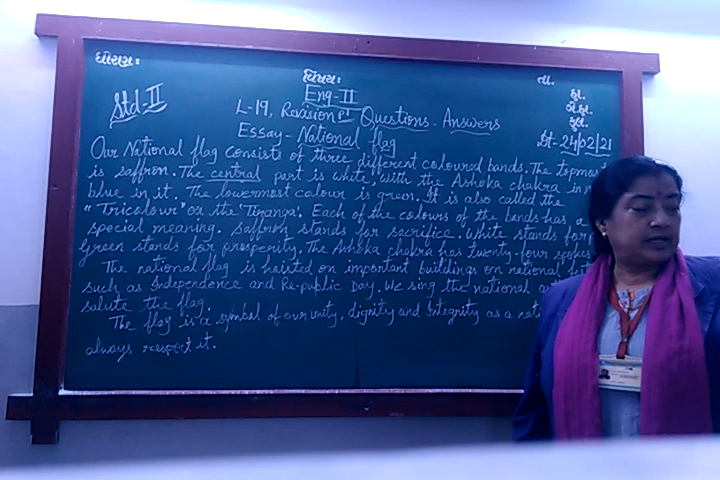 ધોરણઃ
વિષયઃ
તા.
Std-II
Eng-II
કા.
ગે.હા.
કુલ.
L-19, Revision Questions-Answers
Dt-24/02/21
Essay-National flag
Our National flag consists of three different coloured bands. The topmost
is saffron. The central part is white, with the Ashoka chakra in
blue in it. The lowermost colour is green. It is also called the
"Tricolour" or the 'Tiranga'. Each of the colours of the bands has a
special meaning. Saffron stands for sacrifice. White stands for
Green stands for prosperity. The Ashoka chakra has twenty-four spokes
The national flag is hoisted on important buildings on national
such as Independence and Re-public Day. We sing the national
salute the flag.
The flag is a symbol of our unity, dignity and Integrity as a
always respect it.